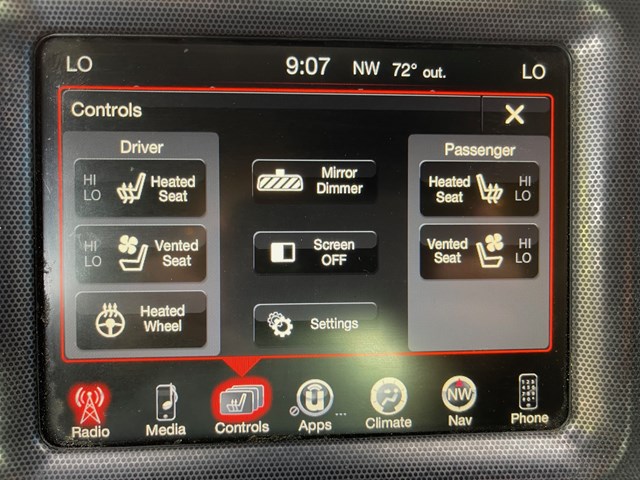 LO 9:07 NW 72° out. LO
Controls X
Driver
HI Heated
LO Seat
HI Vented
LO Seat
Heated
Wheel
Mirror
Dimmer
Screen
OFF
Settings
Passenger
Heated HI
Seat LO
Vented HI
Seat LO
NW
Radio Media Controls Apps ... Climate Nav Phone